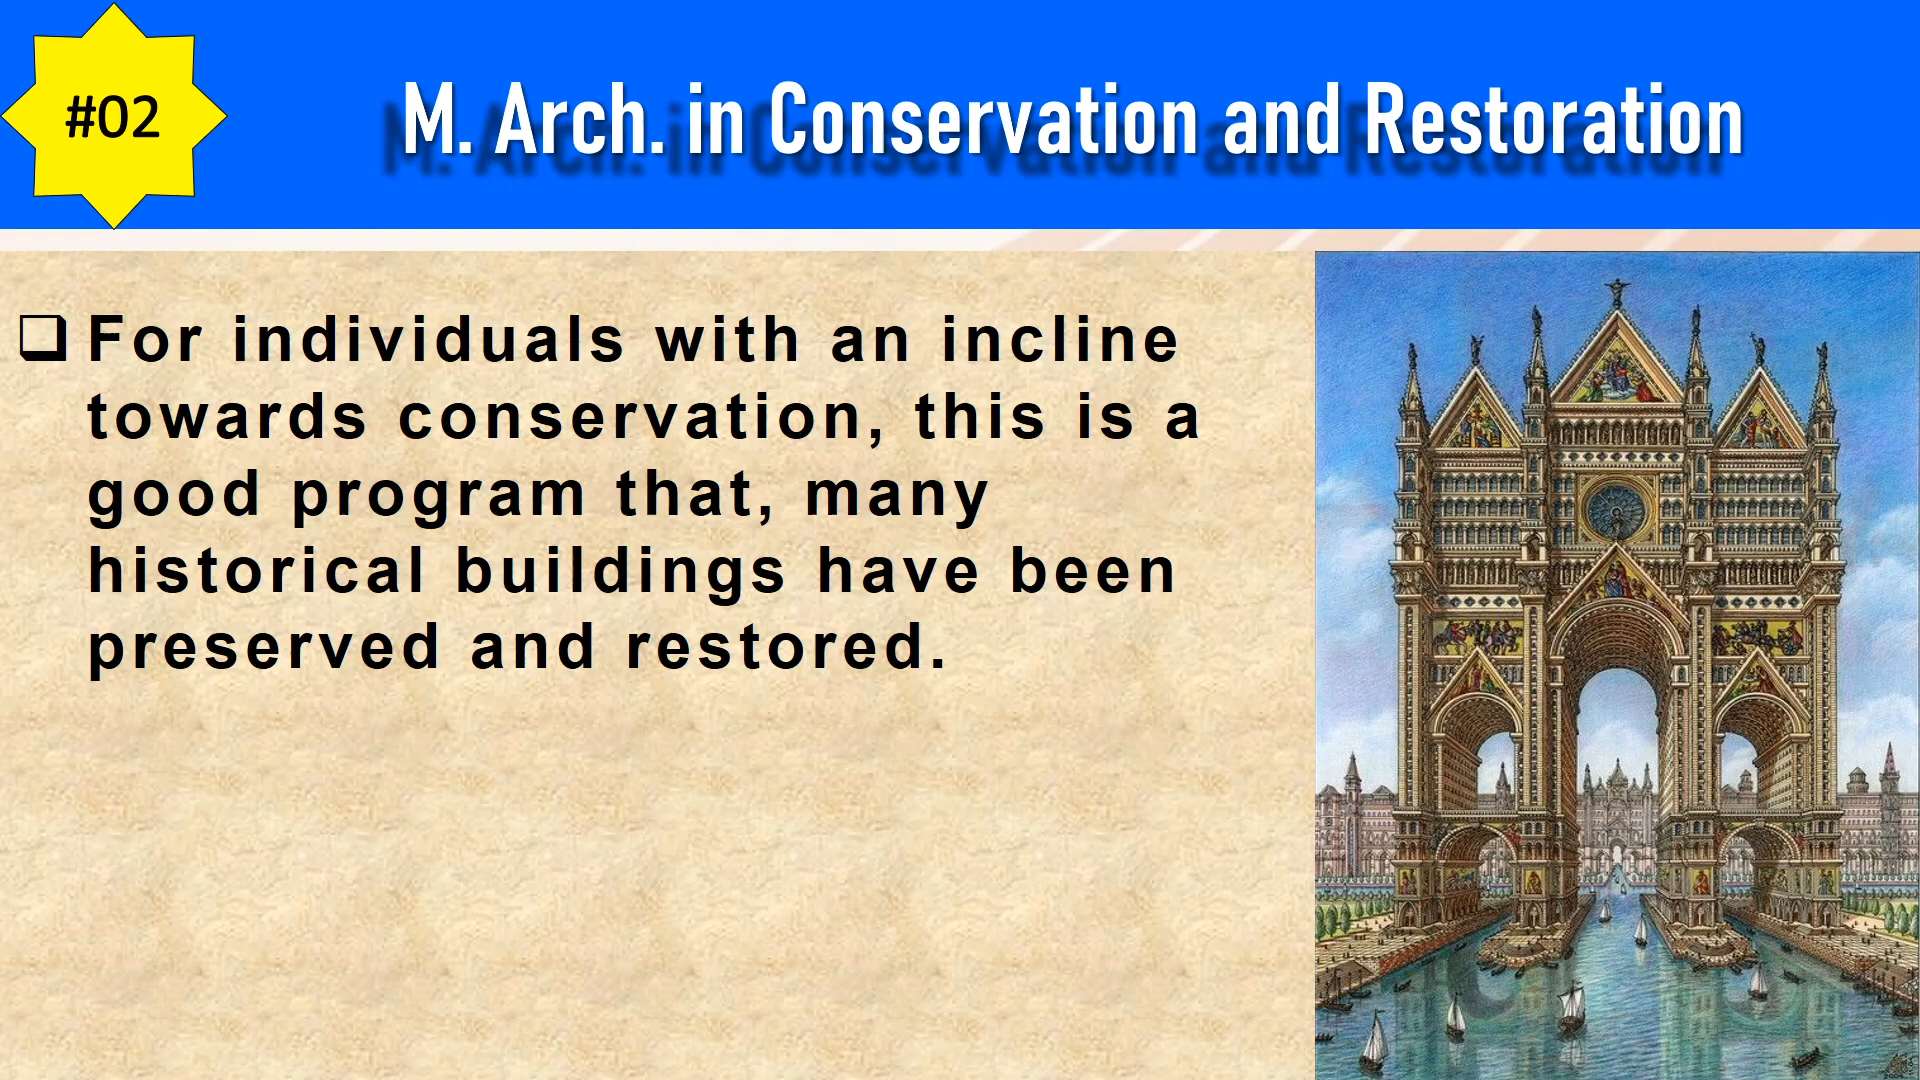 #02
M. Arch. in Conservation and Restoration
❑ For individuals with an incline
towards conservation, this is a
good program that, many
historical buildings have been
preserved and restored.